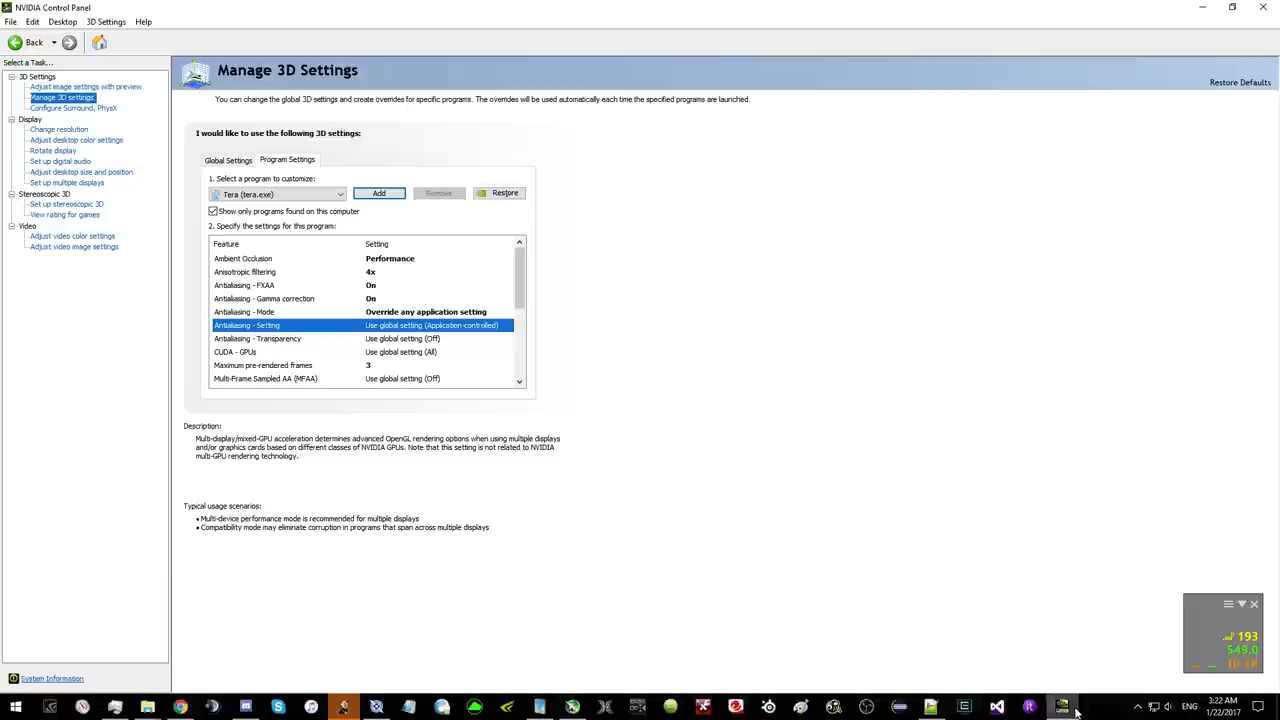 NVIDIA Control Panel
File Edit Desktop 3D Settings Help
Back
Select a Task...
3D Settings
Adjust image settings with preview
Manage 3D settings
Configure Surround, PhysX
Display
Change resolution
Adjust desktop color settings
Rotate display
Set up digital audio
Adjust desktop size and position
Set up multiple displays
Stereoscopic 3D
Set up stereoscopic 3D
View rating for games
Video
Adjust video color settings
Adjust video image settings
System Information
Manage 3D Settings
Restore Defaults
You can change the global 3D settings and create overrides for specific programs. The overrides will be used automatically each time the specified programs are launched.
I would like to use the following 3D settings:
Global Settings Program Settings
1. Select a program to customize:
Tera (tera.exe) Add Remove Restore
Show only programs found on this computer
2. Specify the settings for this program:
Feature Setting
Ambient Occlusion Performance
Anisotropic filtering 4x
Antialiasing - FXAA On
Antialiasing - Gamma correction On
Antialiasing - Mode Override any application setting
Antialiasing - Setting Use global setting (Application-controlled)
Antialiasing - Transparency Use global setting (Off)
CUDA - GPUs Use global setting (All)
Maximum pre-rendered frames 3
Multi-Frame Sampled AA (MFAA) Use global setting (Off)
Description:
Multi-display/mixed-GPU acceleration determines advanced OpenGL rendering options when using multiple displays
and/or graphics cards based on different classes of NVIDIA GPUs. Note that this setting is not related to NVIDIA
multi-GPU rendering technology.
Typical usage scenarios:
• Multi-device performance mode is recommended for multiple displays
• Compatibility mode may eliminate corruption in programs that span across multiple displays
193
549.0
ENG
3:22 AM
1/22/2017